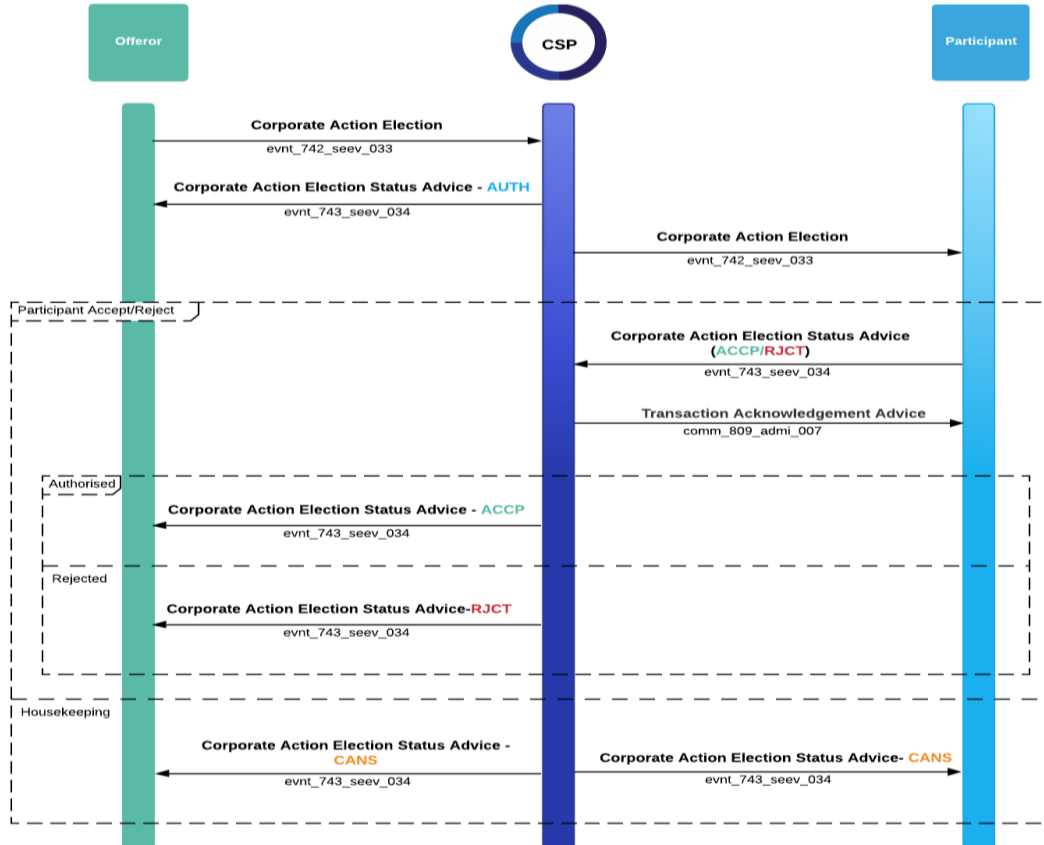 Offeror
CSP
Participant
Corporate Action Election
evnt_742_seev_033
Corporate Action Election Status Advice - AUTH
evnt_743_seev_034
Corporate Action Election
evnt_742_seev_033
Participant Accept/Reject
Corporate Action Election Status Advice
(ACCP/RJCT)
evnt_743_seev_034
Transaction Acknowledgement Advice
comm_809_admi_007
Authorised
Corporate Action Election Status Advice - ACCP
evnt_743_seev_034
Rejected
Corporate Action Election Status Advice-RJCT
evnt_743_seev_034
Housekeeping
Corporate Action Election Status Advice -
CANS
evnt_743_seev_034
Corporate Action Election Status Advice- CANS
evnt_743_seev_034